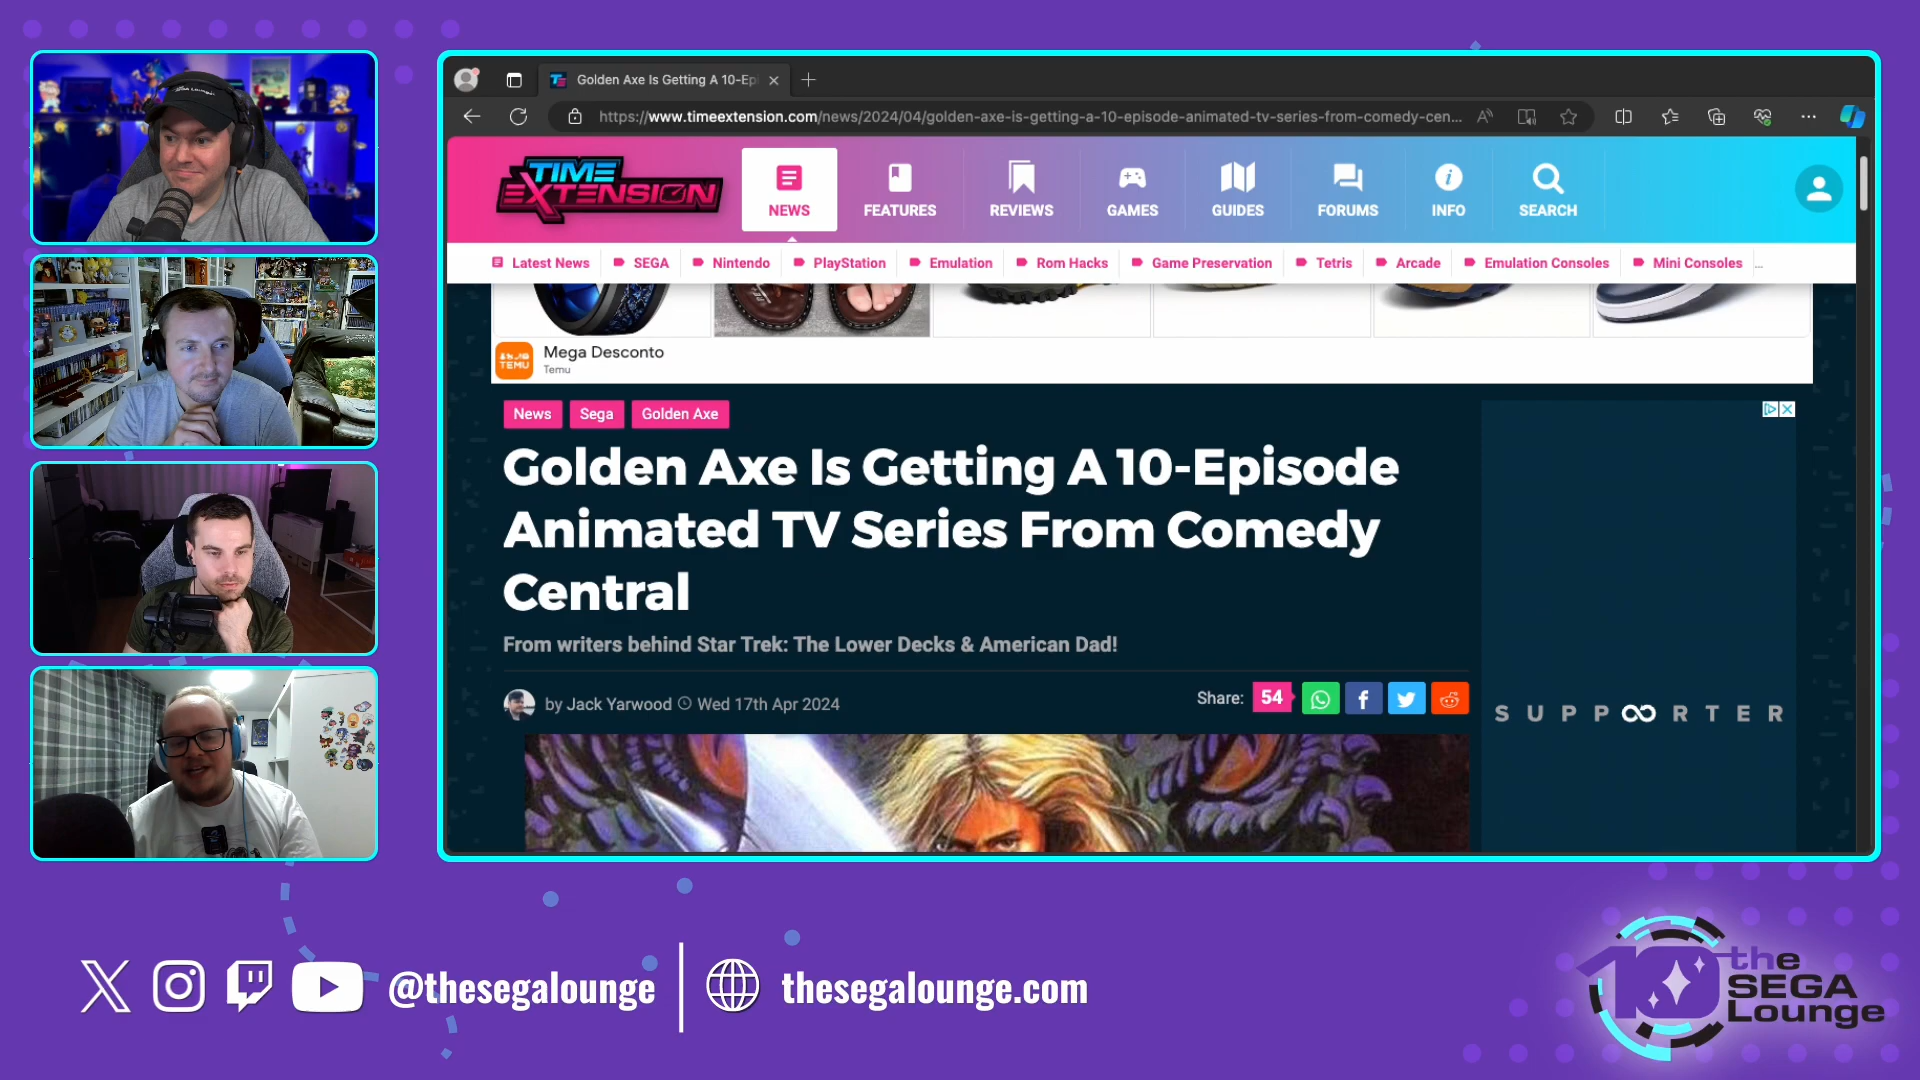 Golden Axe Is Getting A 10-Ep
https://www.timeextension.com/news/2024/04/golden-axe-is-getting-a-10-episode-animated-tv-series-from-comedy-cen...
TIME EXTENSION
NEWS
FEATURES
REVIEWS
GAMES
GUIDES
FORUMS
INFO
SEARCH
Latest News
SEGA
Nintendo
PlayStation
Emulation
Rom Hacks
Game Preservation
Tetris
Arcade
Emulation Consoles
Mini Consoles
...
TEMU
Mega Desconto
Temu
News
Sega
Golden Axe
Golden Axe Is Getting A 10-Episode
Animated TV Series From Comedy
Central
From writers behind Star Trek: The Lower Decks & American Dad!
by Jack Yarwood Wed 17th Apr 2024
Share: 54
SUPPORTER
@thesegalounge
thesegalounge.com
10 the
SEGA
Lounge